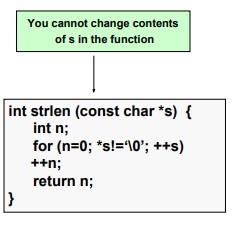 You cannot change contents
of s in the function
int strlen (const char *s)  {
int n;
for (n=0; *s!=‘\0’; ++s)
++n;
return n;
}